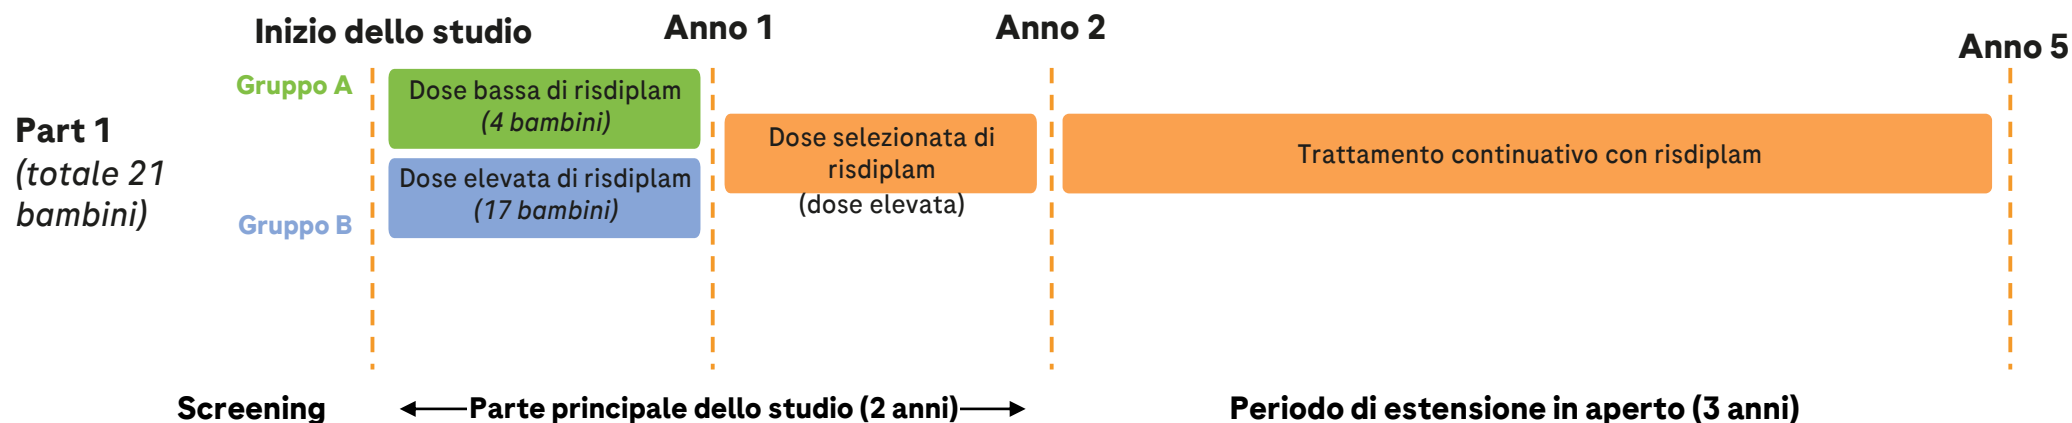 Inizio dello studio
Anno 1
Anno 2
Anno 5
Part 1
(totale 21
bambini)
Gruppo A
Dose bassa di risdiplam
(4 bambini)
Gruppo B
Dose elevata di risdiplam
(17 bambini)
Dose selezionata di
risdiplam
(dose elevata)
Trattamento continuativo con risdiplam
Screening
Parte principale dello studio (2 anni)
Periodo di estensione in aperto (3 anni)